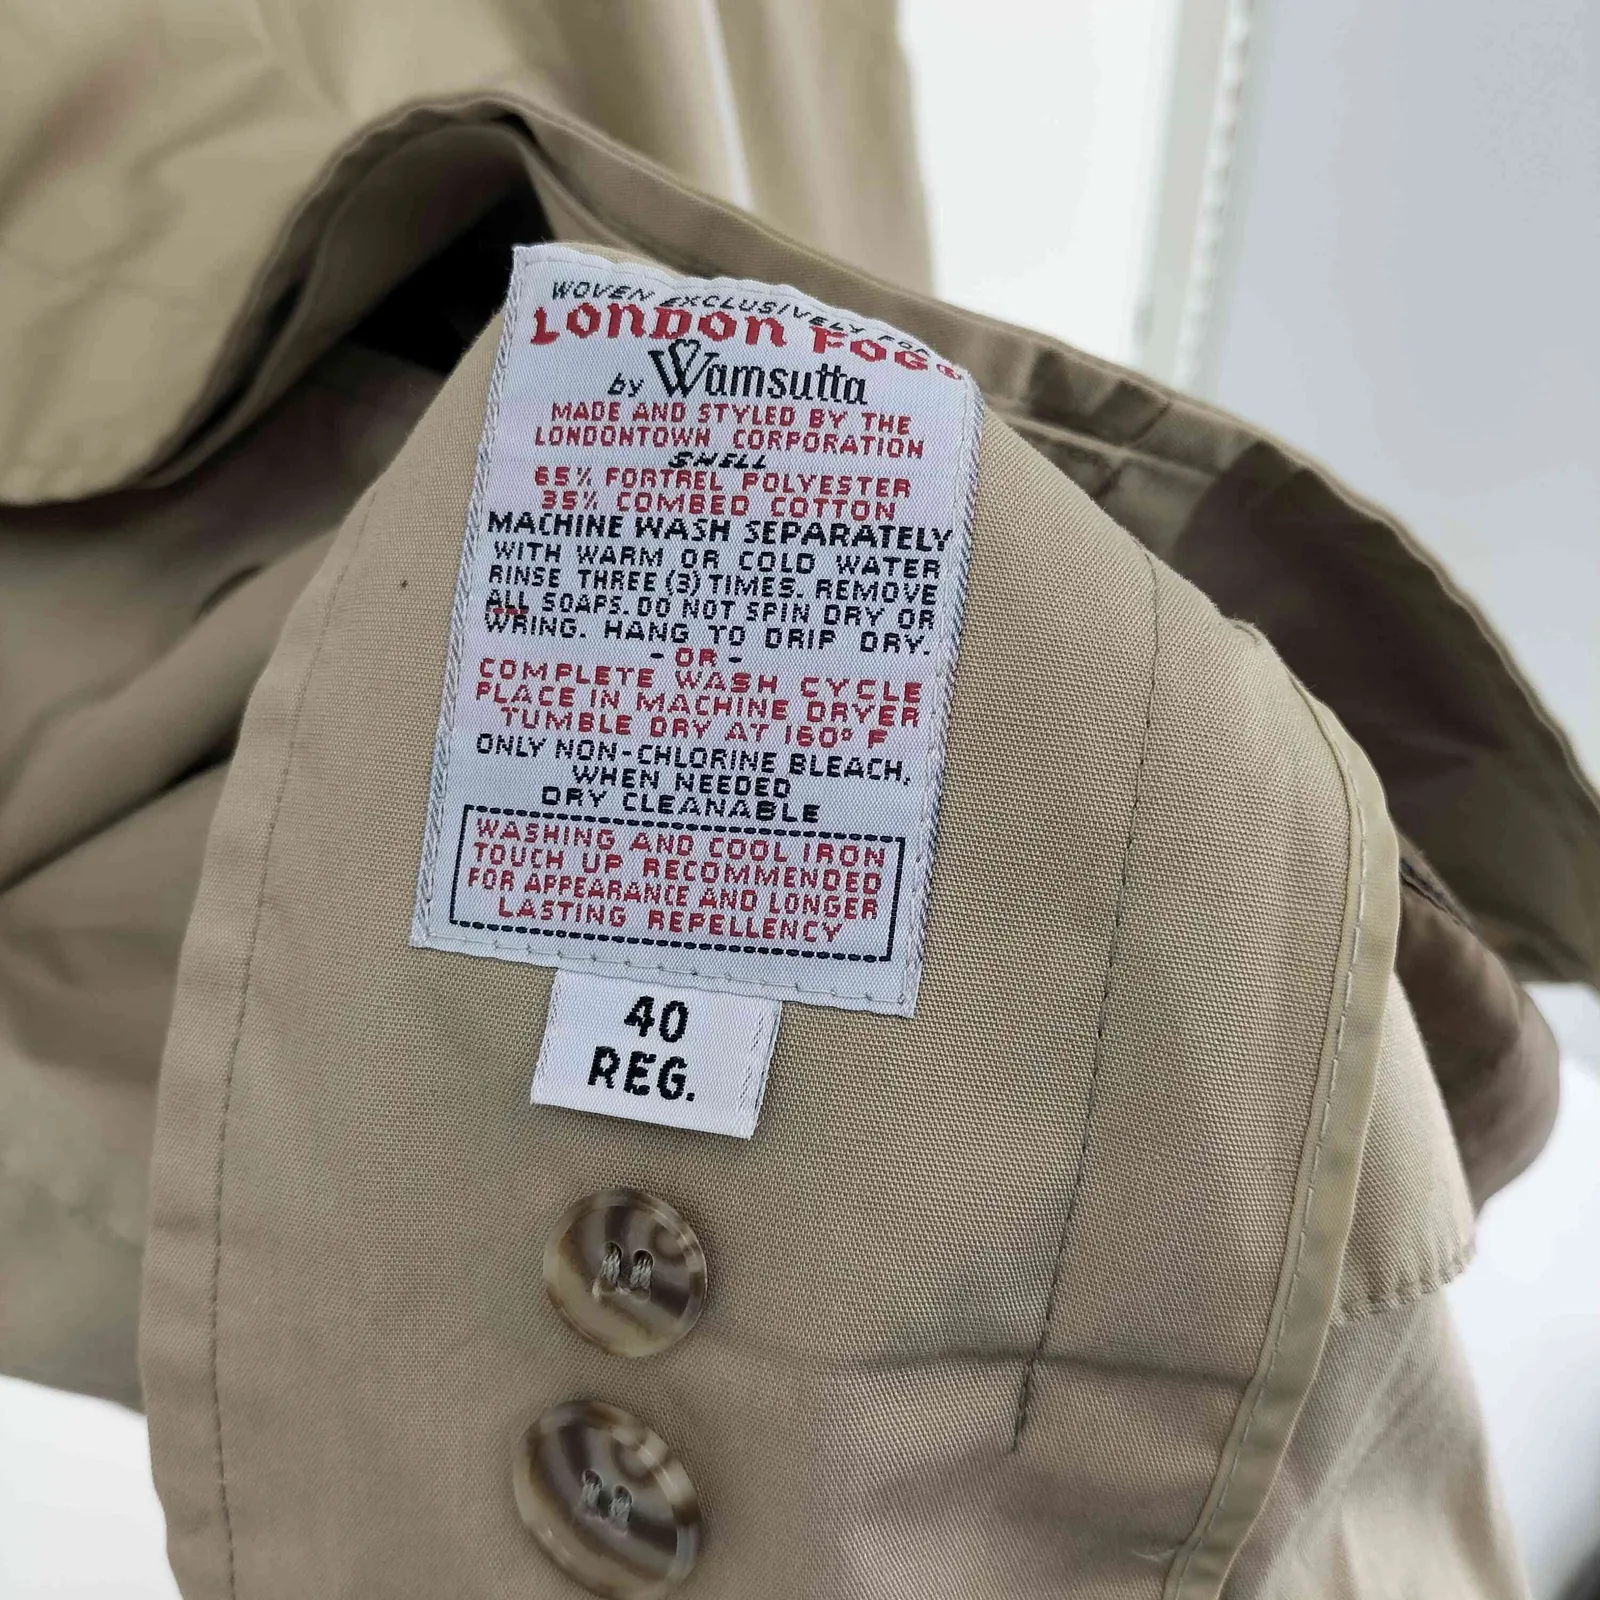 WOVEN EXCLUSIVELY FOR
LONDON FOG®
by Wamsutta
MADE AND STYLED BY THE
LONDONTOWN CORPORATION
SHELL
65% FORTREL POLYESTER
35% COMBED COTTON
MACHINE WASH SEPARATELY
WITH WARM OR COLD WATER
RINSE THREE (3) TIMES. REMOVE
ALL SOAPS. DO NOT SPIN DRY OR
WRING. HANG TO DRIP DRY.
- OR -
COMPLETE WASH CYCLE
PLACE IN MACHINE DRYER
TUMBLE DRY AT 160° F
ONLY NON-CHLORINE BLEACH,
WHEN NEEDED
DRY CLEANABLE
WASHING AND COOL IRON
TOUCH UP RECOMMENDED
FOR APPEARANCE AND LONGER
LASTING REPELLENCY
40
REG.